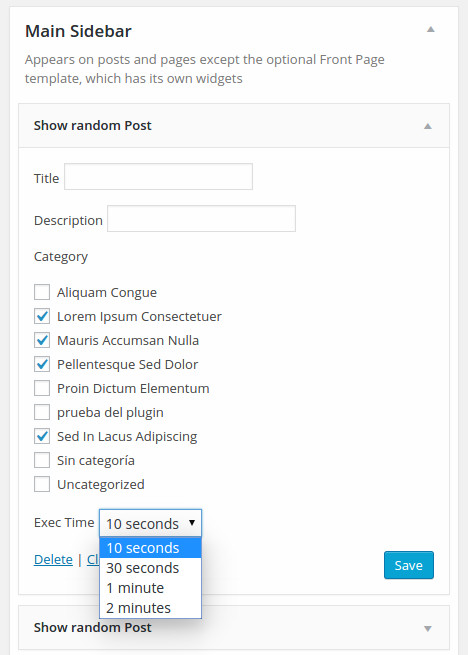 Main Sidebar
Appears on posts and pages except the optional Front Page
template, which has its own widgets
Show random Post
Title
Description
Category
Aliquam Congue
Lorem Ipsum Consectetuer
Mauris Accumsan Nulla
Pellentesque Sed Dolor
Proin Dictum Elementum
prueba del plugin
Sed In Lacus Adipiscing
Sin categoría
Uncategorized
Exec Time 10 seconds
10 seconds
30 seconds
1 minute
2 minutes
Delete | Cl
Save
Show random Post